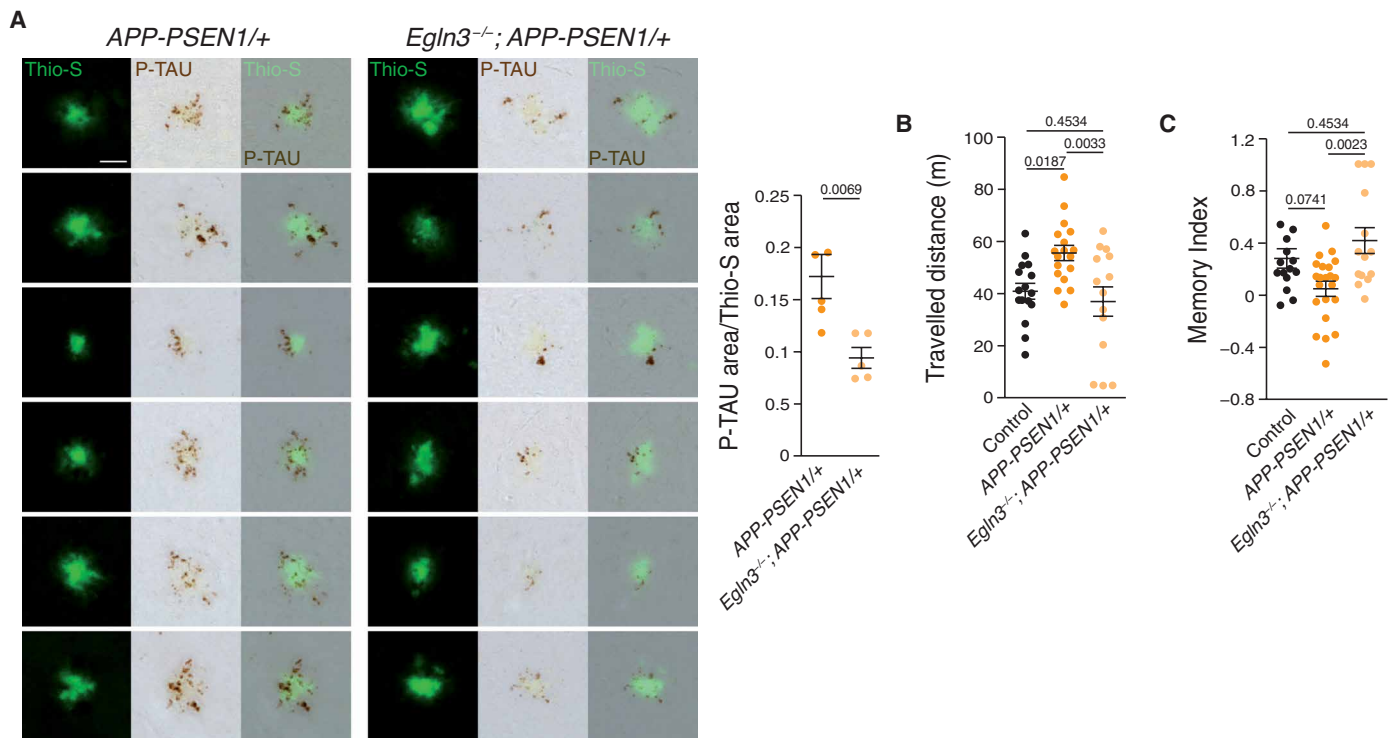 A
APP-PSEN1/+
Egln3−/−; APP-PSEN1/+
Thio-S
P-TAU
Thio-S
P-TAU
Thio-S
P-TAU
Thio-S
P-TAU
P-TAU area/Thio-S area
0.25
0.2
0.15
0.1
0.05
0
0.0069
APP-PSEN1/+
Egln3−/−; APP-PSEN1/+
B
Travelled distance (m)
100
80
60
40
20
0
0.4534
0.0033
0.0187
Control
APP-PSEN1/+
Egln3−/−; APP-PSEN1/+
C
Memory Index
1.2
0.8
0.4
0
−0.4
−0.8
0.4534
0.0023
0.0741
Control
APP-PSEN1/+
Egln3−/−; APP-PSEN1/+